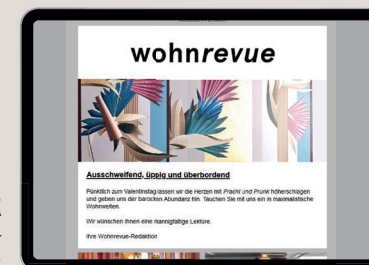 wohnrevue
Ausschweifend, üppig und überbordend
Pünktlich zum Valentinstag lassen wir die Herzen mit Pracht und Prunk höherschlagen
und geben uns der barocken Abundanz hin. Tauchen Sie mit uns ein in maximalistische
Wohnwelten.
Wir wünschen Ihnen eine mannigfaltige Lektüre.
Ihre Wohnrevue-Redaktion